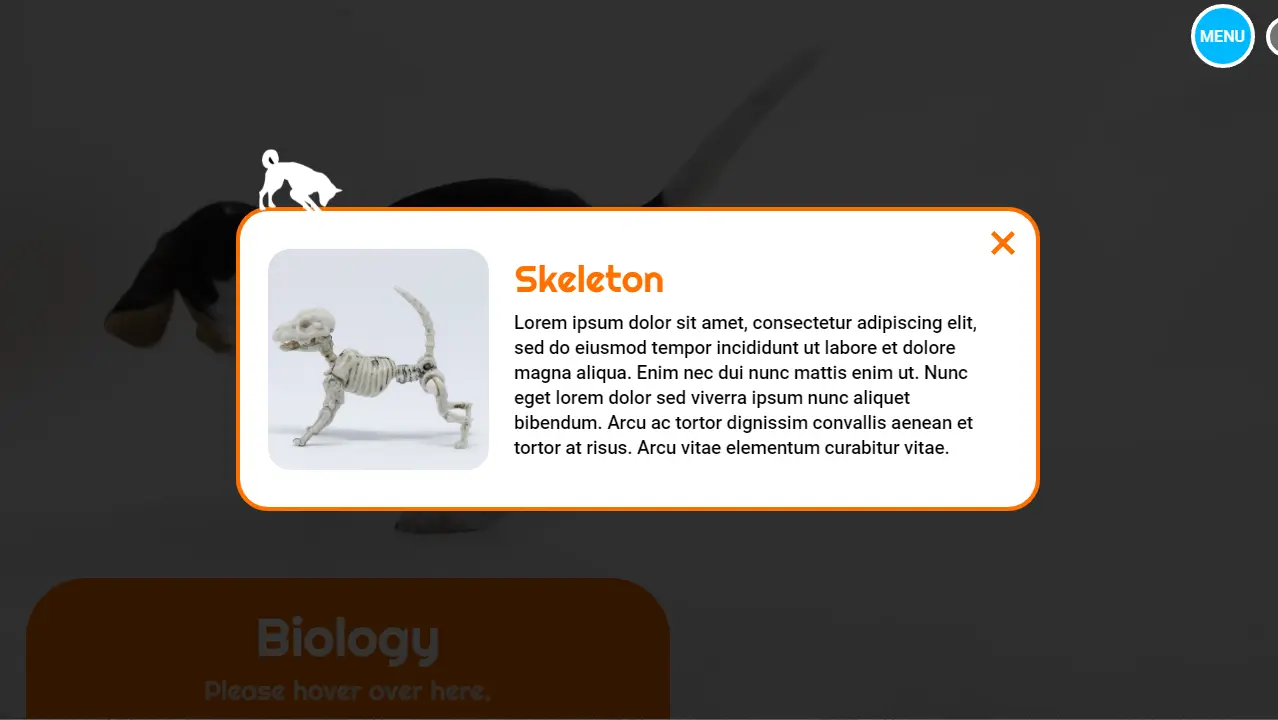 MENU
Skeleton
Lorem ipsum dolor sit amet, consectetur adipiscing elit,
sed do eiusmod tempor incididunt ut labore et dolore
magna aliqua. Enim nec dui nunc mattis enim ut. Nunc
eget lorem dolor sed viverra ipsum nunc aliquet
bibendum. Arcu ac tortor dignissim convallis aenean et
tortor at risus. Arcu vitae elementum curabitur vitae.
Biology
Please hover over here.